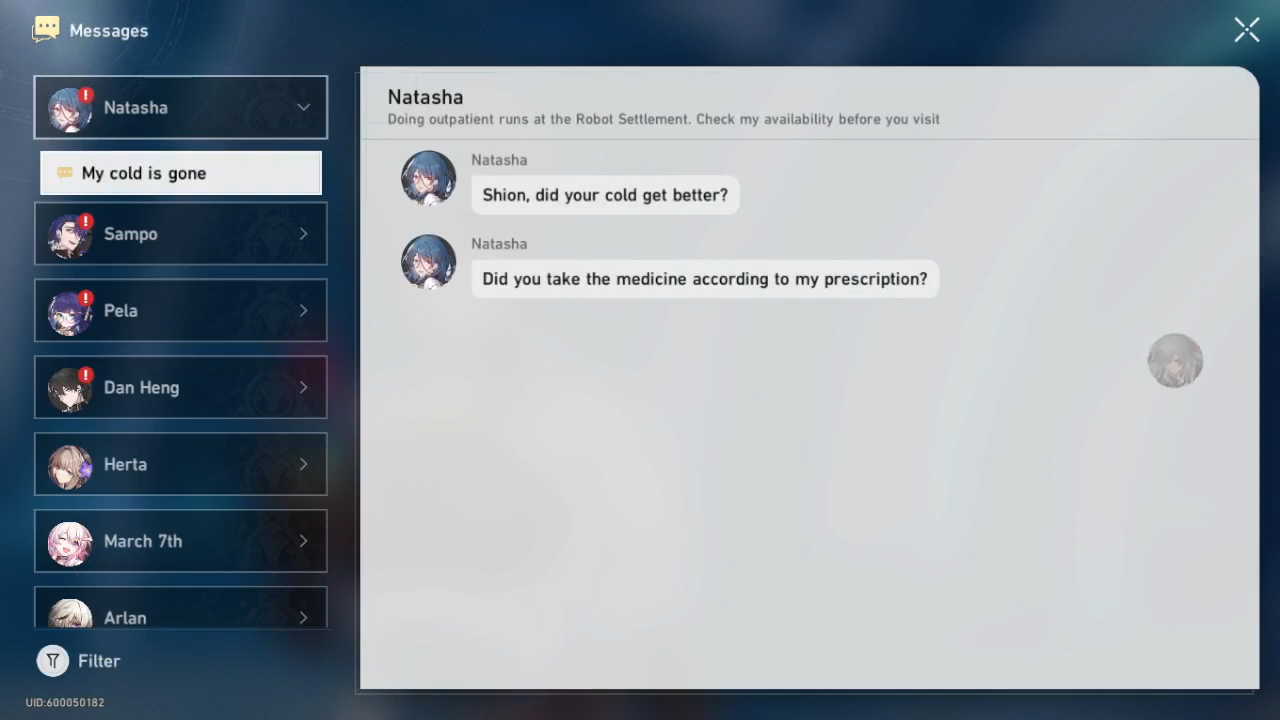 Messages
Natasha
My cold is gone
Sampo
Pela
Dan Heng
Herta
March 7th
Arlan
Filter
UID:600050182
Natasha
Doing outpatient runs at the Robot Settlement. Check my availability before you visit
Natasha
Shion, did your cold get better?
Natasha
Did you take the medicine according to my prescription?